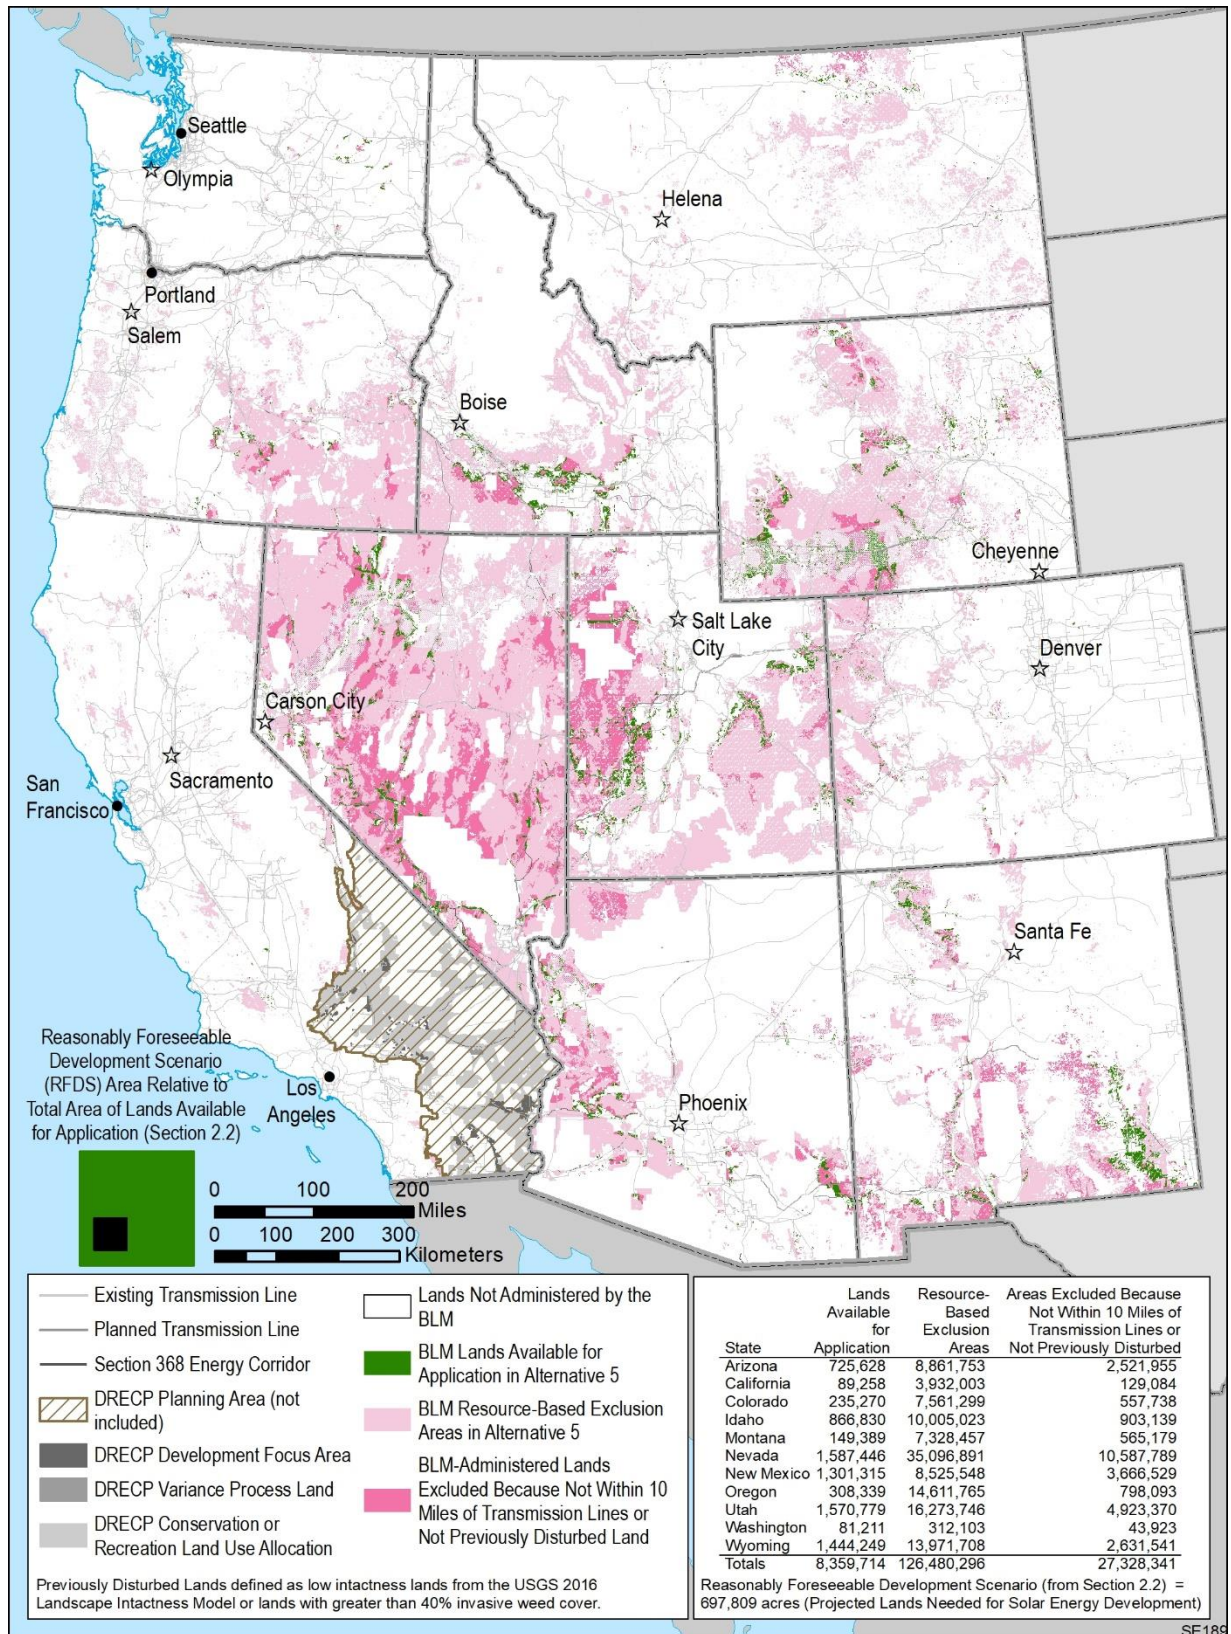 Seattle
Olympia
Helena
Portland
Salem
Boise
Cheyenne
Salt Lake
City
Denver
Carson City
Sacramento
San
Francisco
Santa Fe
Los
Angeles
Phoenix
Reasonably Foreseeable
Development Scenario
(RFDS) Area Relative to
Total Area of Lands Available
for Application (Section 2.2)
0 100 200
Miles
0 100 200 300
Kilometers
Existing Transmission Line
Planned Transmission Line
Section 368 Energy Corridor
DRECP Planning Area (not
included)
DRECP Development Focus Area
DRECP Variance Process Land
DRECP Conservation or
Recreation Land Use Allocation
Lands Not Administered by the
BLM
BLM Lands Available for
Application in Alternative 5
BLM Resource-Based Exclusion
Areas in Alternative 5
BLM-Administered Lands
Excluded Because Not Within 10
Miles of Transmission Lines or
Not Previously Disturbed Land
Previously Disturbed Lands defined as low intactness lands from the USGS 2016
Landscape Intactness Model or lands with greater than 40% invasive weed cover.
Lands Resource- Areas Excluded Because
Available Based Not Within 10 Miles of
for Exclusion Transmission Lines or
State Application Areas Not Previously Disturbed
Arizona 725,628 8,861,753 2,521,955
California 89,258 3,932,003 129,084
Colorado 235,270 7,561,299 557,738
Idaho 866,830 10,005,023 903,139
Montana 149,389 7,328,457 565,179
Nevada 1,587,446 35,096,891 10,587,789
New Mexico 1,301,315 8,525,548 3,666,529
Oregon 308,339 14,611,765 798,093
Utah 1,570,779 16,273,746 4,923,370
Washington 81,211 312,103 43,923
Wyoming 1,444,249 13,971,708 2,631,541
Totals 8,359,714 126,480,296 27,328,341
Reasonably Foreseeable Development Scenario (from Section 2.2) =
697,809 acres (Projected Lands Needed for Solar Energy Development)
SE189